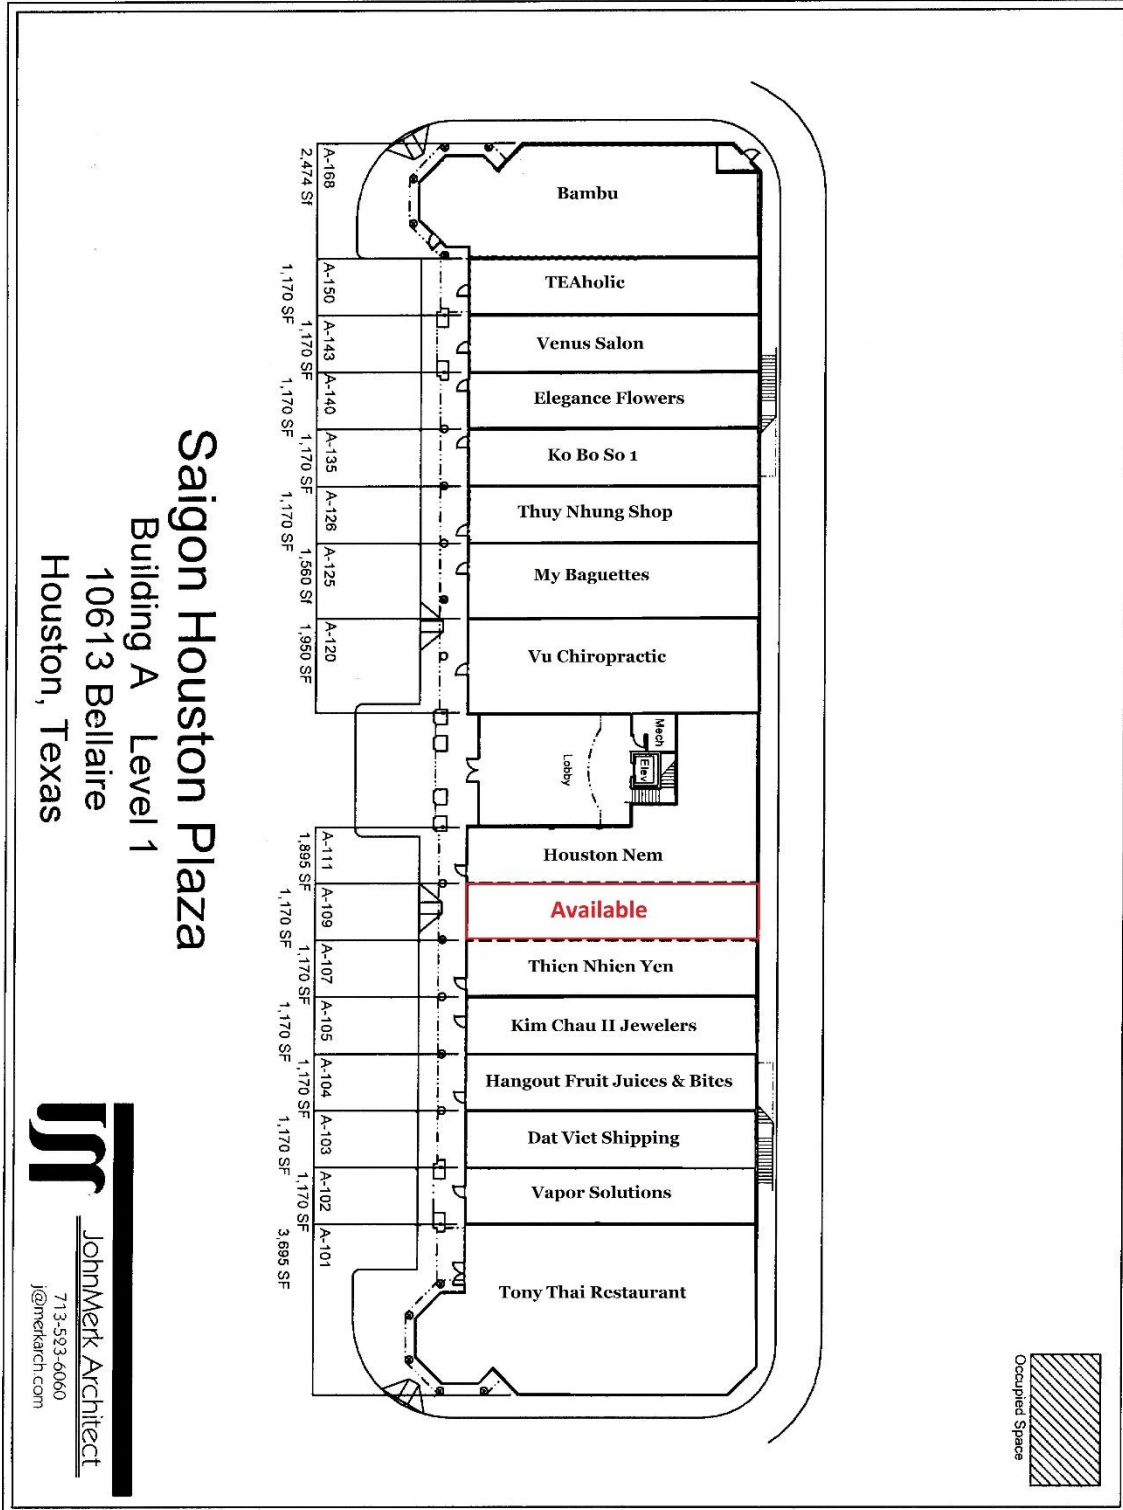 Bambu
TEAholic
Venus Salon
Elegance Flowers
Ko Bo So 1
Thuy Nhung Shop
My Baguettes
Vu Chiropractic
Mech
Elev
Lobby
Houston Nem
Available
Thien Nhien Yen
Kim Chau II Jewelers
Hangout Fruit Juices & Bites
Dat Viet Shipping
Vapor Solutions
Tony Thai Restaurant
A-168
2,474 Sf
A-150
1,170 SF
A-143
1,170 SF
A-140
1,170 SF
A-135
1,170 SF
A-126
1,170 SF
A-125
1,560 Sf
A-120
1,950 SF
A-111
1,895 SF
A-109
1,170 SF
A-107
1,170 SF
A-105
1,170 SF
A-104
1,170 SF
A-103
1,170 SF
A-102
1,170 SF
A-101
3,695 SF
Saigon Houston Plaza
Building A Level 1
10613 Bellaire
Houston, Texas
JohnMerk Architect
713-523-6060
j@merkarch.com
Occupied Space